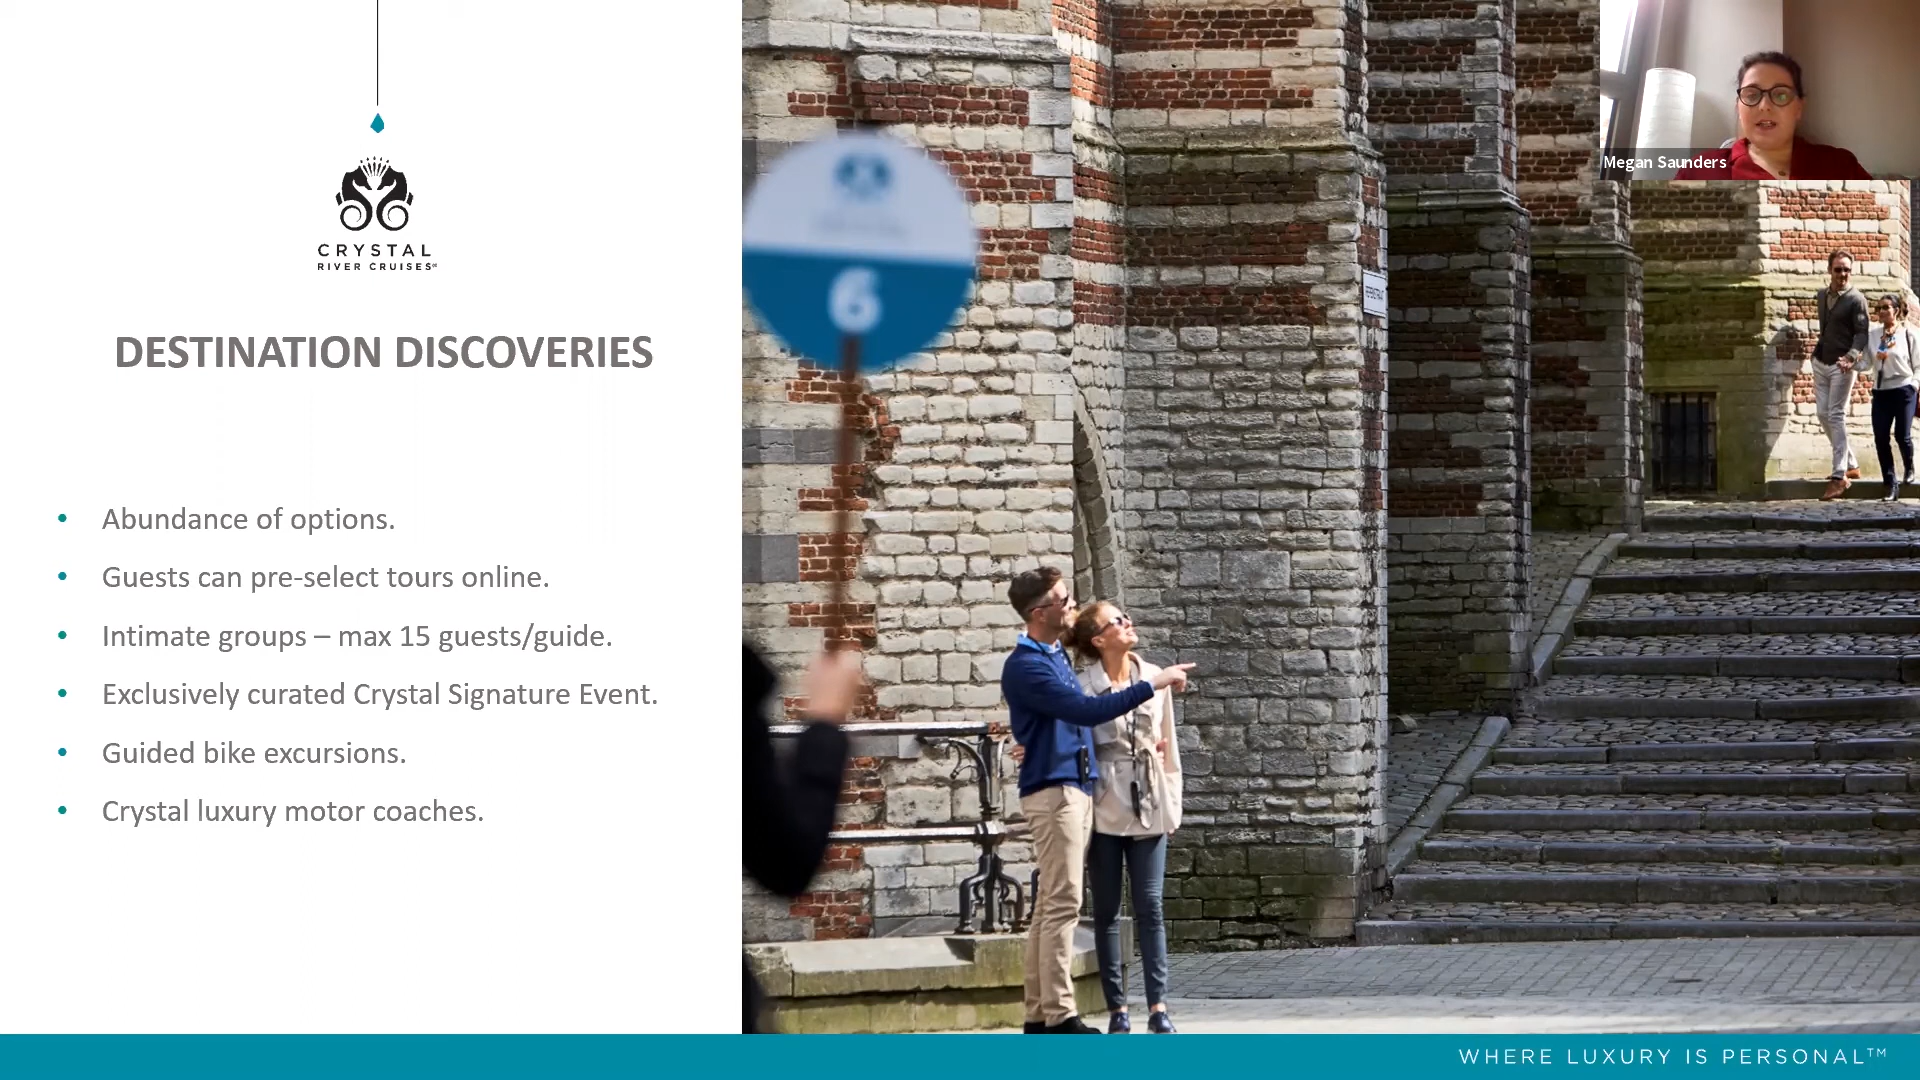 CRYSTAL
RIVER CRUISES
DESTINATION DISCOVERIES
• Abundance of options.
• Guests can pre-select tours online.
• Intimate groups – max 15 guests/guide.
• Exclusively curated Crystal Signature Event.
• Guided bike excursions.
• Crystal luxury motor coaches.
6
Megan Saunders
WHERE LUXURY IS PERSONAL™